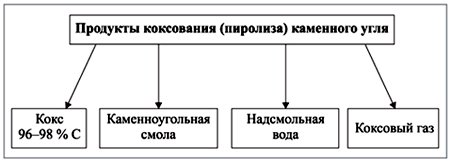 Продукты коксования (пиролиза) каменного угля
Кокс
96–98 % С
Каменноугольная
смола
Надсмольная
вода
Коксовый газ